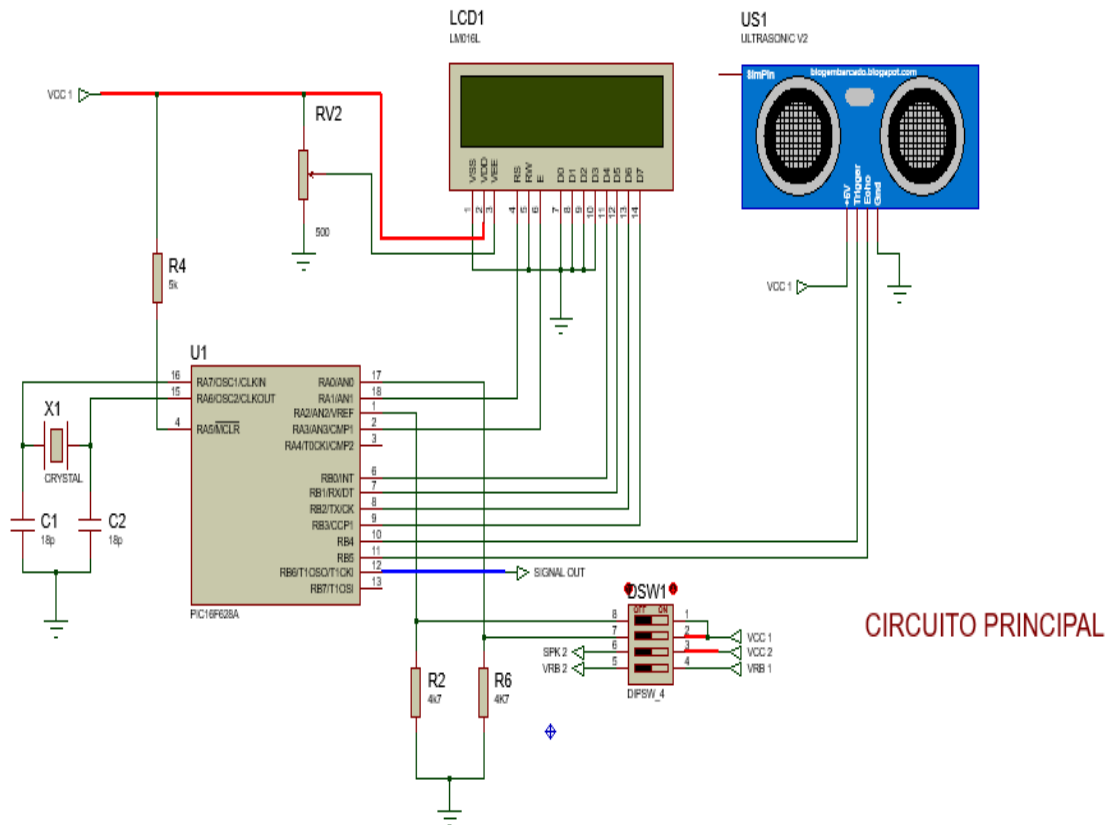 LCD1
LM016L
US1
ULTRASONIC V2
SimPin
blogembarcado.blogspot.com
VCC 1
RV2
500
VSS
VDD
VEE
RS
RW
E
D0
D1
D2
D3
D4
D5
D6
D7
1
2
3
4
5
6
7
8
9
10
11
12
13
14
+5V
Trigger
Echo
Gnd
VCC 1
R4
5k
U1
16
RA7/OSC1/CLKIN
15
RA6/OSC2/CLKOUT
4
RA5/MCLR
RA0/AN0
17
RA1/AN1
18
RA2/AN2/VREF
1
RA3/AN3/CMP1
2
RA4/T0CKI/CMP2
3
RB0/INT
6
RB1/RX/DT
7
RB2/TX/CK
8
RB3/CCP1
9
RB4
10
RB5
11
RB6/T1OSO/T1CKI
12
RB7/T1OSI
13
PIC16F628A
X1
CRYSTAL
C1
18p
C2
18p
SIGNAL OUT
DSW1
OFF ON
8
7
6
5
1
2
3
4
SPK 2
VRB 2
VCC 1
VCC 2
VRB 1
DIPSW_4
R2
4k7
R6
4K7
CIRCUITO PRINCIPAL